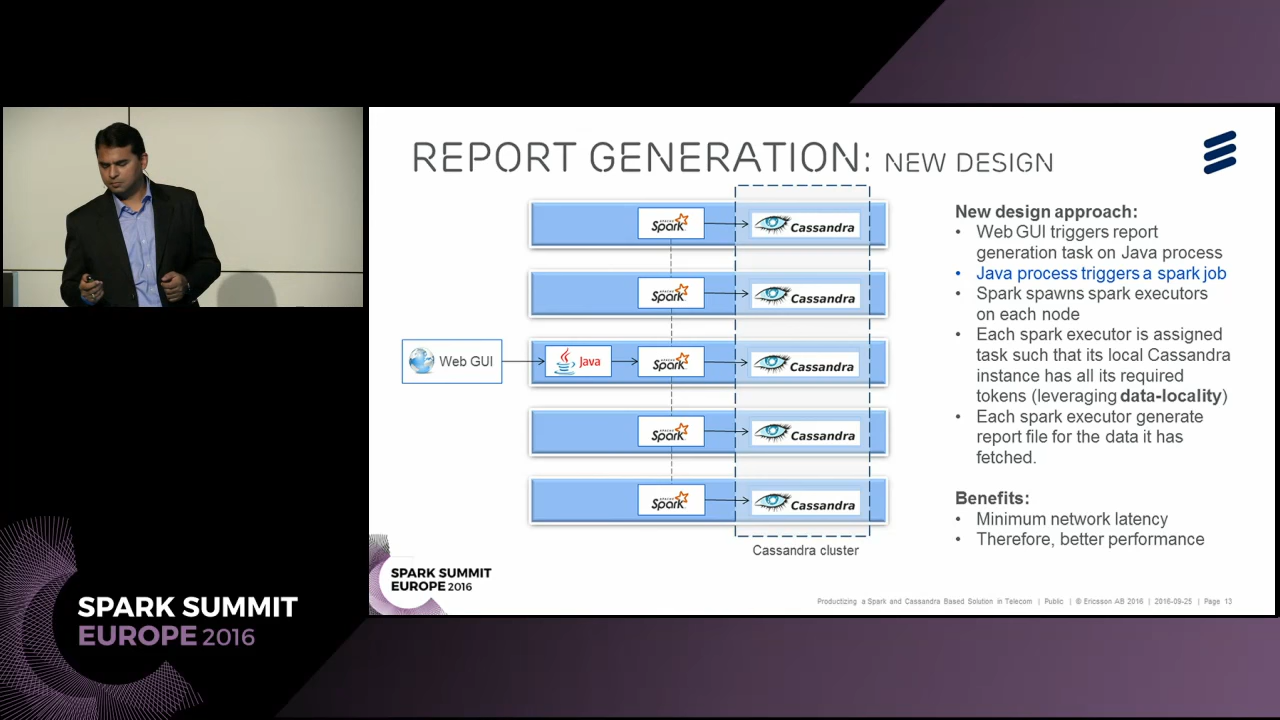 REPORT GENERATION: NEW DESIGN
Spark
Cassandra
Spark
Cassandra
Web GUI
Java
Spark
Cassandra
Spark
Cassandra
Spark
Cassandra
Cassandra cluster
New design approach:
• Web GUI triggers report
generation task on Java process
• Java process triggers a spark job
• Spark spawns spark executors
on each node
• Each spark executor is assigned
task such that its local Cassandra
instance has all its required
tokens (leveraging data-locality)
• Each spark executor generate
report file for the data it has
fetched.
Benefits:
• Minimum network latency
• Therefore, better performance
SPARK SUMMIT
EUROPE 2016
Productizing a Spark and Cassandra Based Solution in Telecom | Public | © Ericsson AB 2016 | 2016-09-25 | Page 13
SPARK SUMMIT
EUROPE 2016